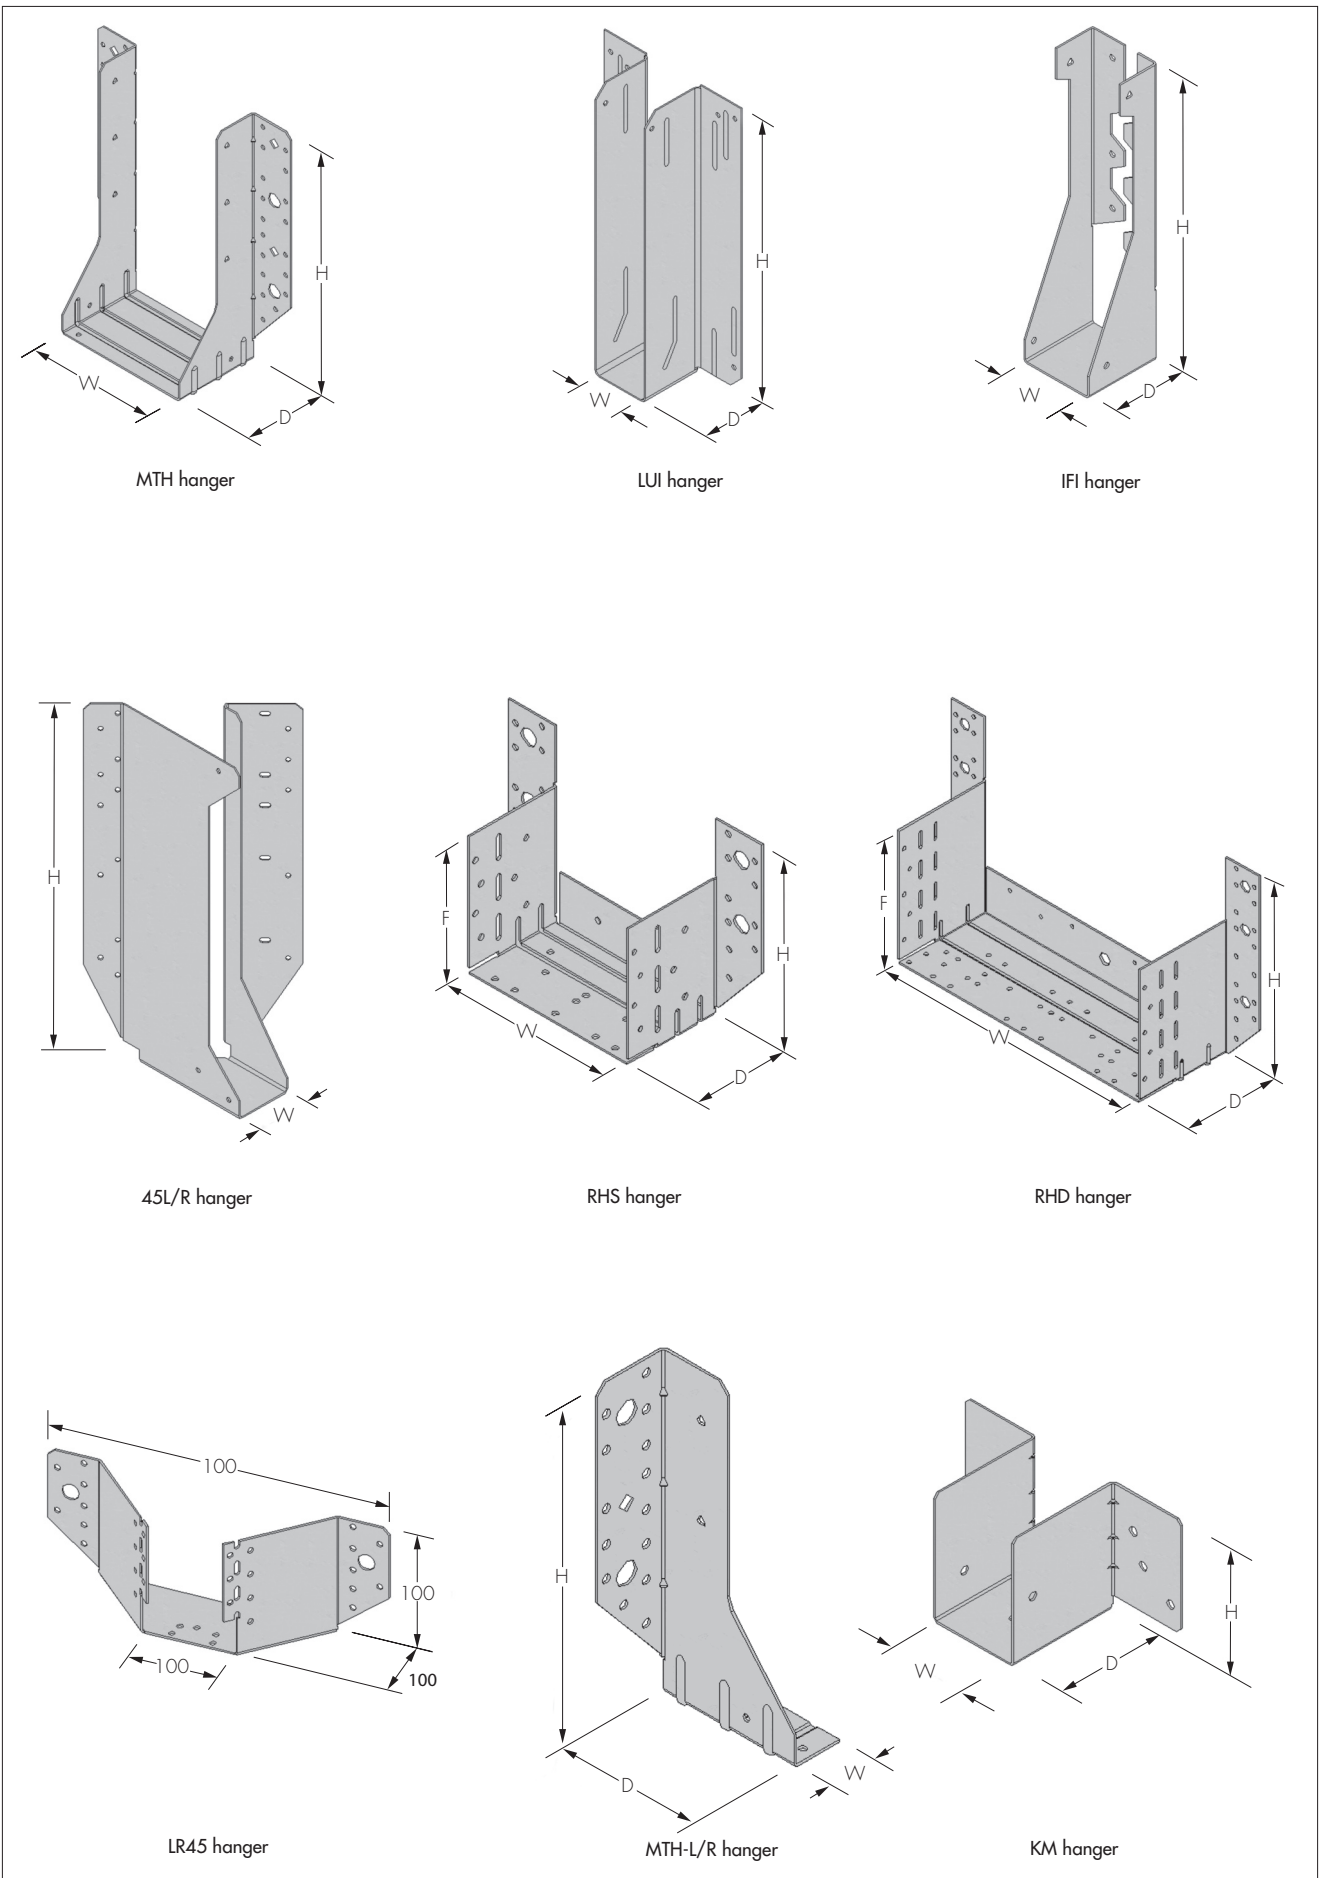 H
W
D
MTH hanger
H
W
D
LUI hanger
H
W
D
IFI hanger
H
W
45L/R hanger
F
H
W
D
RHS hanger
F
H
W
D
RHD hanger
100
100
100
100
LR45 hanger
H
D
W
MTH-L/R hanger
H
W
D
KM hanger